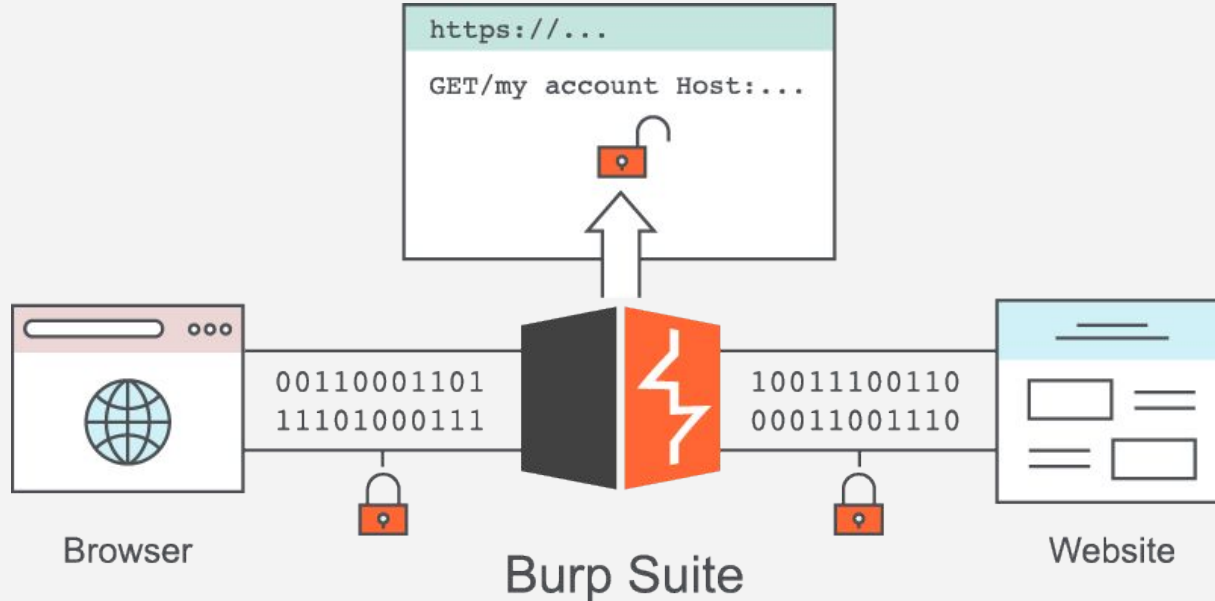 https://...
GET/my account Host:...
00110001101
11101000111
10011100110
00011001110
Browser
Burp Suite
Website